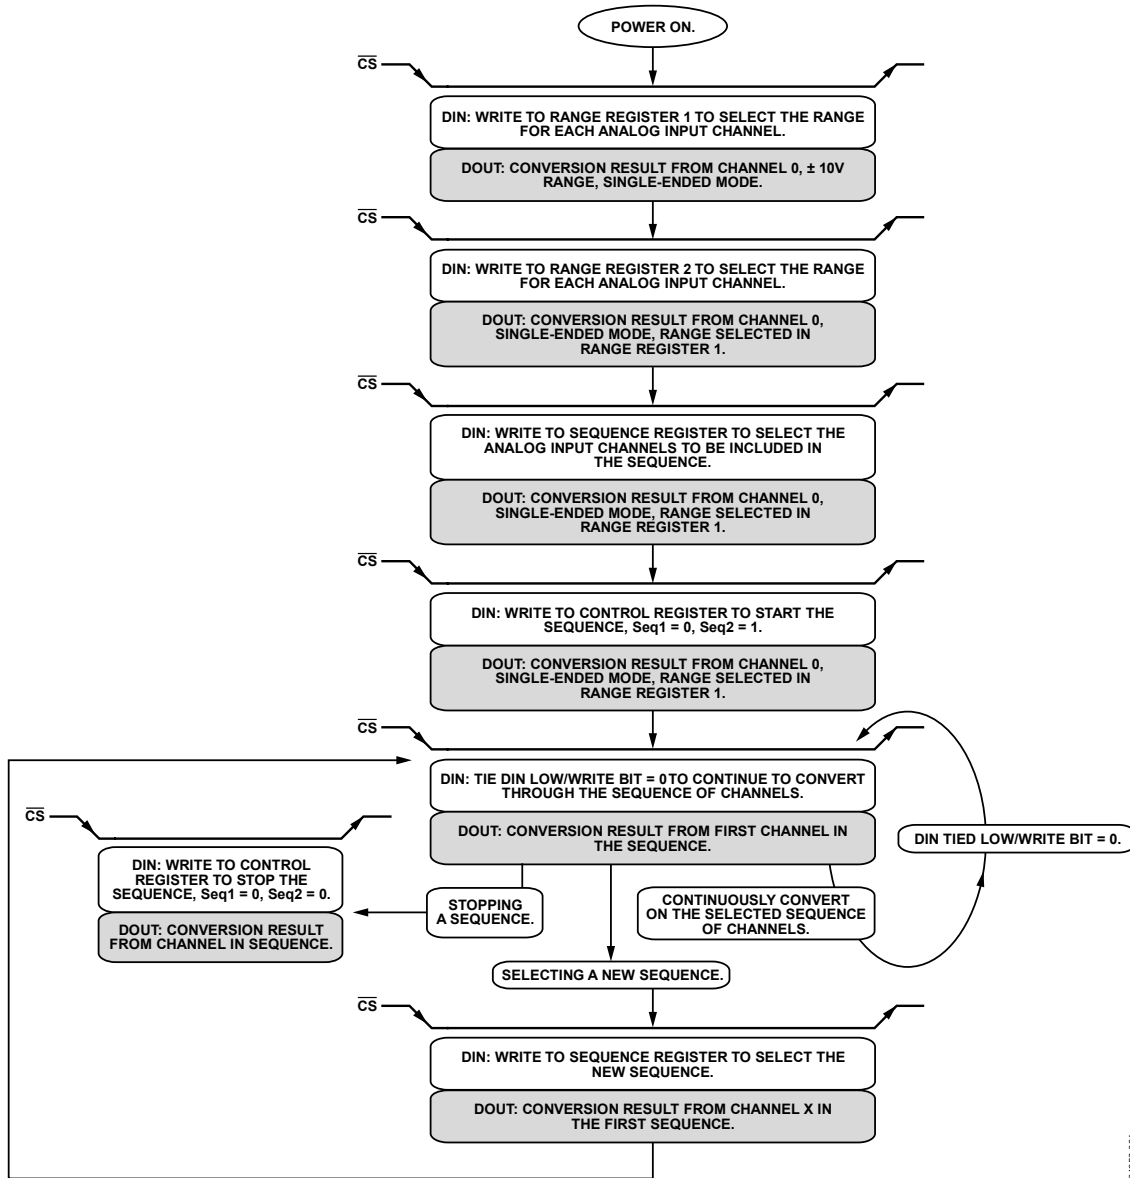 POWER ON.
CS
DIN: WRITE TO RANGE REGISTER 1 TO SELECT THE RANGE
FOR EACH ANALOG INPUT CHANNEL.
DOUT: CONVERSION RESULT FROM CHANNEL 0, ± 10V
RANGE, SINGLE-ENDED MODE.
CS
DIN: WRITE TO RANGE REGISTER 2 TO SELECT THE RANGE
FOR EACH ANALOG INPUT CHANNEL.
DOUT: CONVERSION RESULT FROM CHANNEL 0,
SINGLE-ENDED MODE, RANGE SELECTED IN
RANGE REGISTER 1.
CS
DIN: WRITE TO SEQUENCE REGISTER TO SELECT THE
ANALOG INPUT CHANNELS TO BE INCLUDED IN
THE SEQUENCE.
DOUT: CONVERSION RESULT FROM CHANNEL 0,
SINGLE-ENDED MODE, RANGE SELECTED IN
RANGE REGISTER 1.
CS
DIN: WRITE TO CONTROL REGISTER TO START THE
SEQUENCE, Seq1 = 0, Seq2 = 1.
DOUT: CONVERSION RESULT FROM CHANNEL 0,
SINGLE-ENDED MODE, RANGE SELECTED IN
RANGE REGISTER 1.
CS
DIN: TIE DIN LOW/WRITE BIT = 0 TO CONTINUE TO CONVERT
THROUGH THE SEQUENCE OF CHANNELS.
DOUT: CONVERSION RESULT FROM FIRST CHANNEL IN
THE SEQUENCE.
DIN TIED LOW/WRITE BIT = 0.
CS
DIN: WRITE TO CONTROL
REGISTER TO STOP THE
SEQUENCE, Seq1 = 0, Seq2 = 0.
DOUT: CONVERSION RESULT
FROM CHANNEL IN SEQUENCE.
STOPPING
A SEQUENCE.
CONTINUOUSLY CONVERT
ON THE SELECTED SEQUENCE
OF CHANNELS.
SELECTING A NEW SEQUENCE.
CS
DIN: WRITE TO SEQUENCE REGISTER TO SELECT THE
NEW SEQUENCE.
DOUT: CONVERSION RESULT FROM CHANNEL X IN
THE FIRST SEQUENCE.